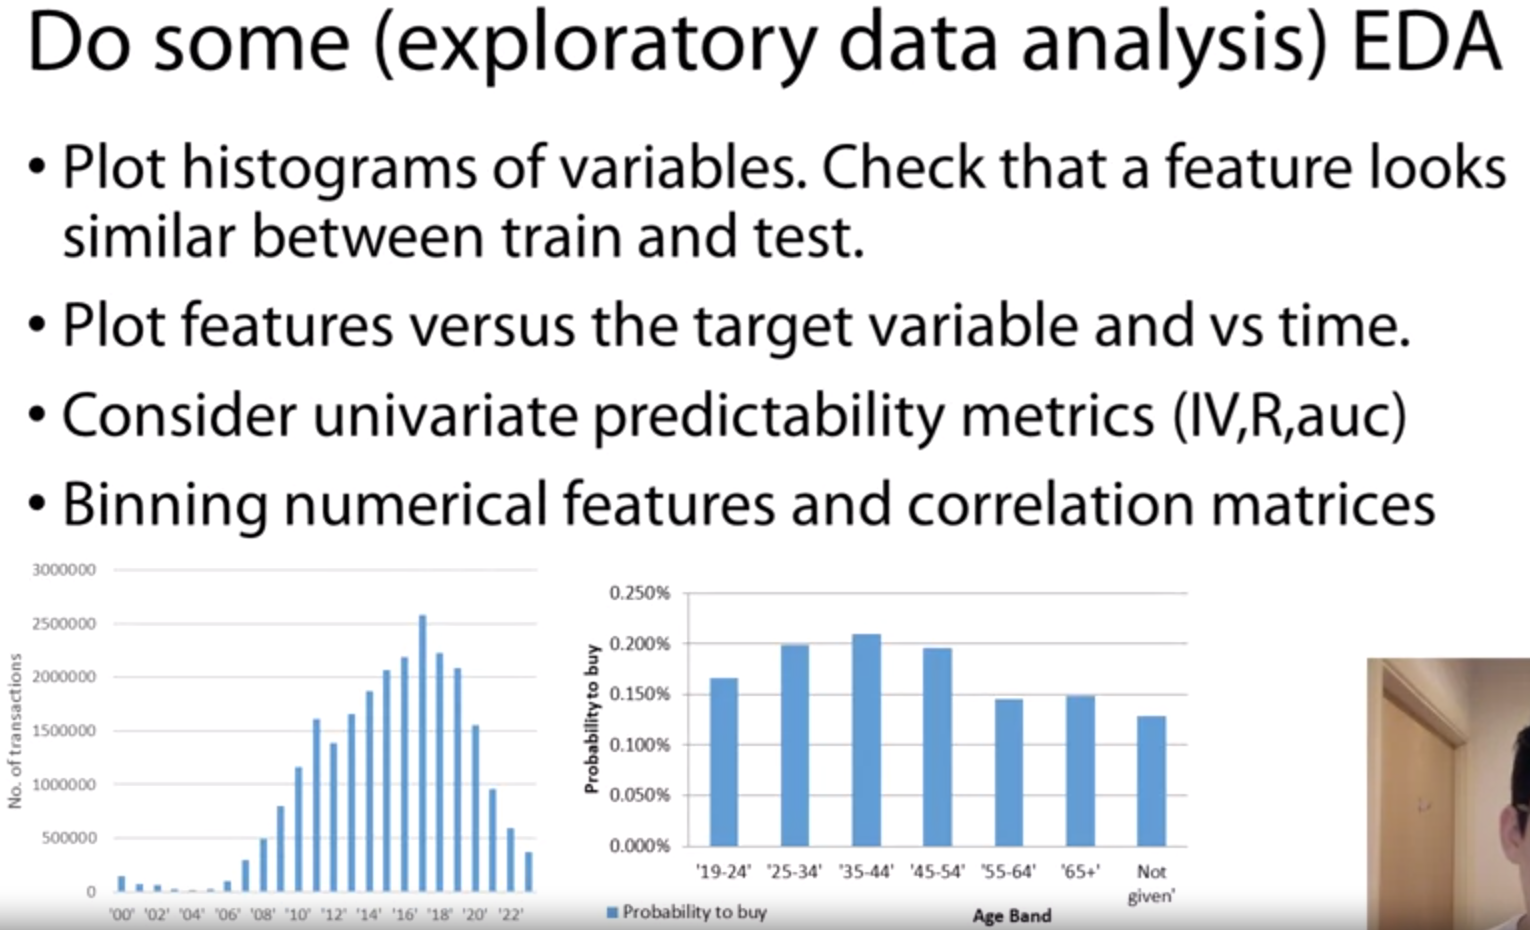 Do some (exploratory data analysis) EDA
• Plot histograms of variables. Check that a feature looks
similar between train and test.
• Plot features versus the target variable and vs time.
• Consider univariate predictability metrics (IV,R,auc)
• Binning numerical features and correlation matrices
No. of transactions
3000000
2500000
2000000
1500000
1000000
500000
0
'00' '02' '04' '06' '08' '10' '12' '14' '16' '18' '20' '22'
Probability to buy
0.250%
0.200%
0.150%
0.100%
0.050%
0.000%
'19-24' '25-34' '35-44' '45-54' '55-64' '65+' Not
given'
Probability to buy
Age Band